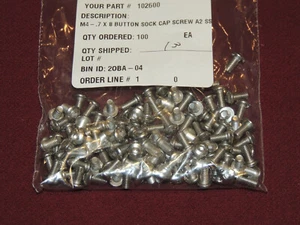 YOUR PART # 102600
DESCRIPTION:
M4-.7 X 8 BUTTON SOCK CAP SCREW A2 SS
QTY ORDERED: 100 EA
QTY SHIPPED: 100
LOT #
BIN ID: 20BA-04
ORDER LINE # 1 0